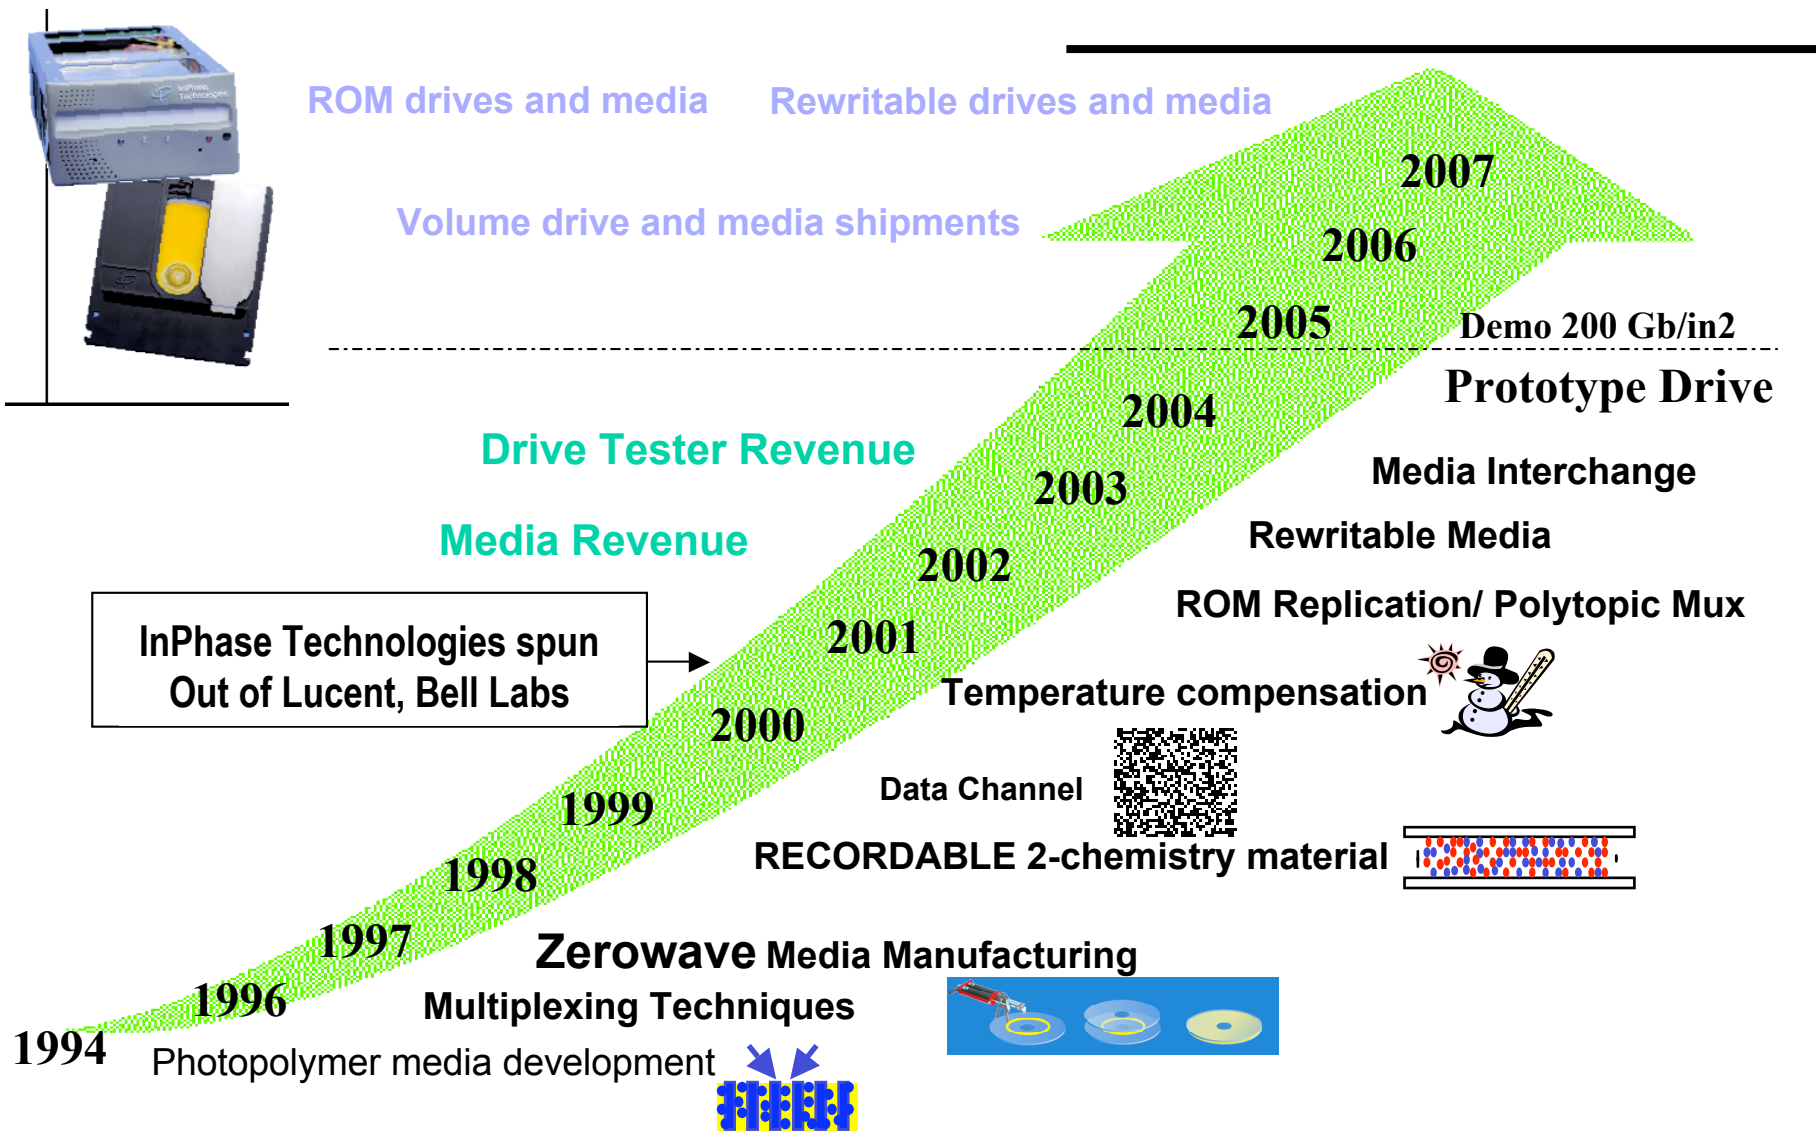 InPhase
Technologies
ROM drives and media
Rewritable drives and media
2007
Volume drive and media shipments
2006
2005
Demo 200 Gb/in2
Prototype Drive
2004
Drive Tester Revenue
Media Interchange
2003
Media Revenue
Rewritable Media
2002
ROM Replication/ Polytopic Mux
InPhase Technologies spun
Out of Lucent, Bell Labs
2001
Temperature compensation
2000
Data Channel
1999
RECORDABLE 2-chemistry material
1998
1997
Zerowave Media Manufacturing
1996
Multiplexing Techniques
1994
Photopolymer media development